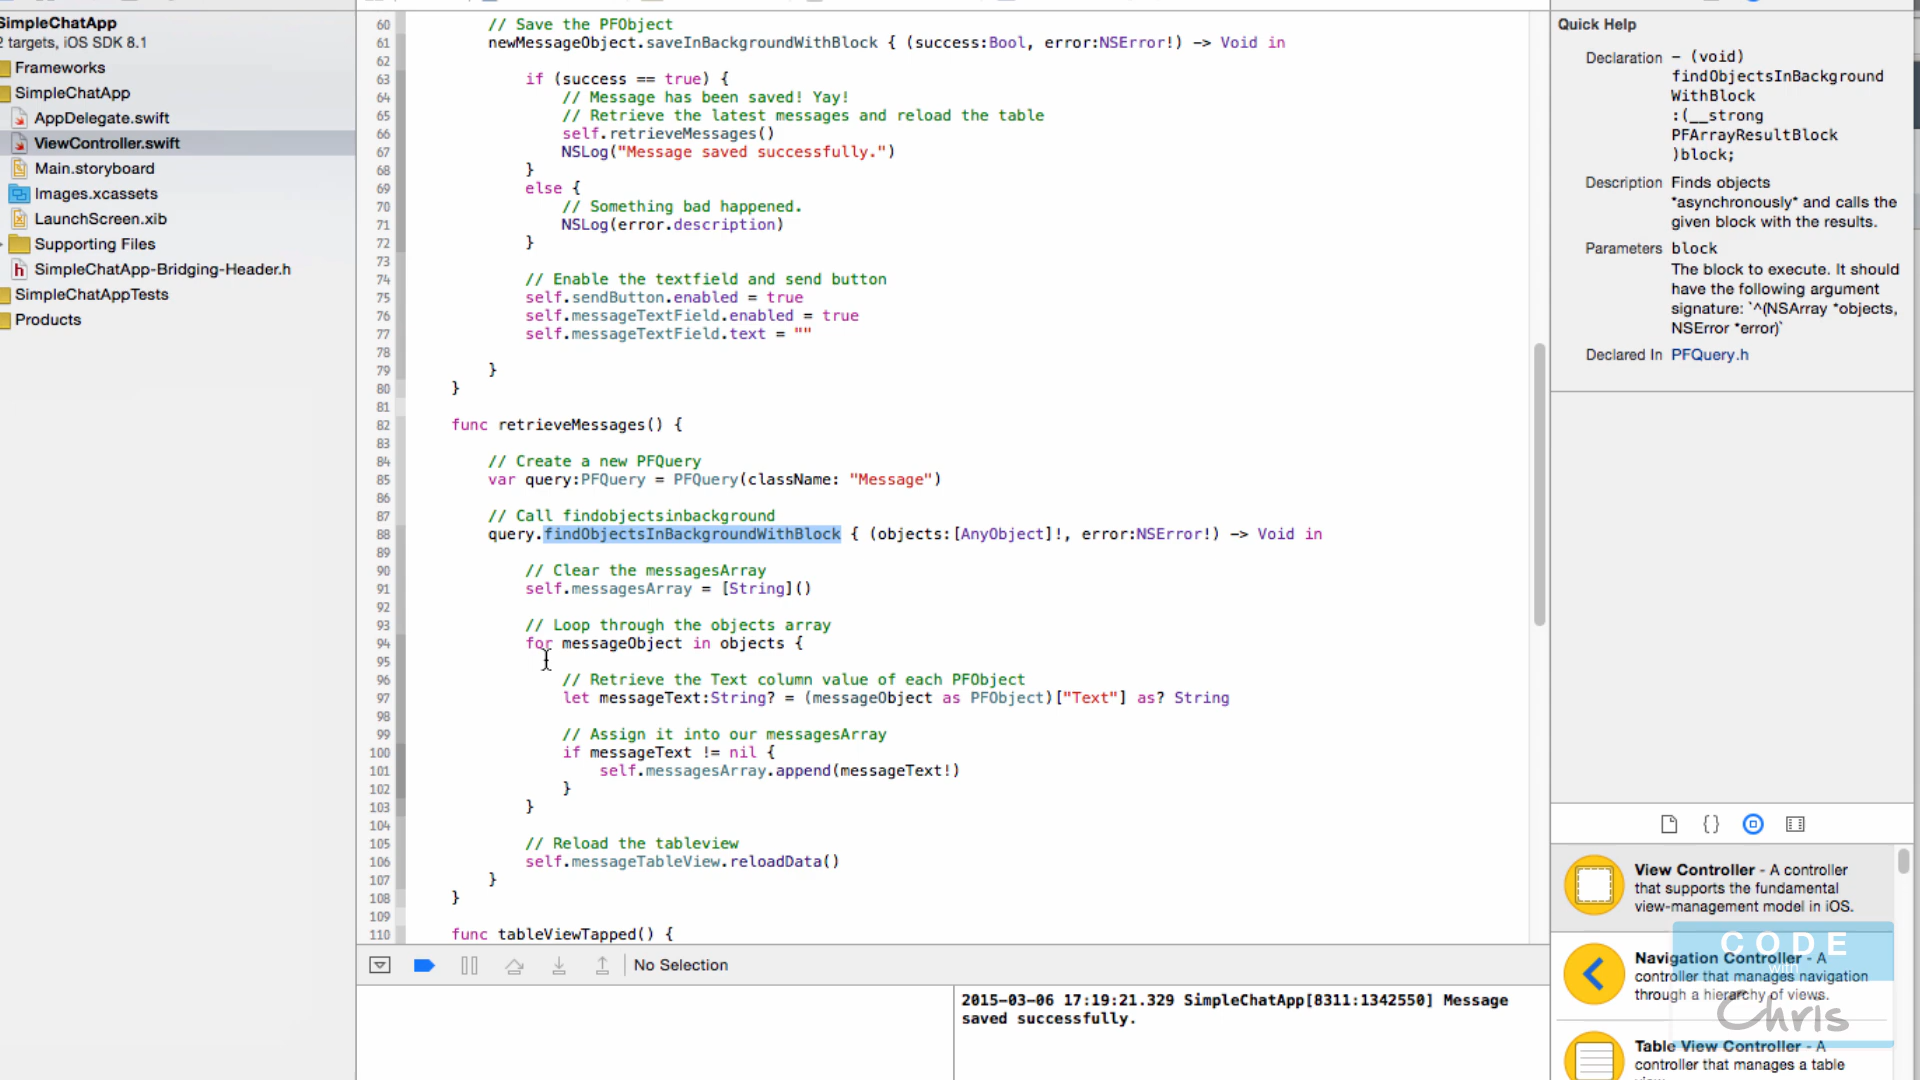 SimpleChatApp
2 targets, iOS SDK 8.1
Frameworks
SimpleChatApp
AppDelegate.swift
ViewController.swift
Main.storyboard
Images.xcassets
LaunchScreen.xib
Supporting Files
h SimpleChatApp-Bridging-Header.h
SimpleChatAppTests
Products
60 // Save the PFObject
61 newMessageObject.saveInBackgroundWithBlock { (success:Bool, error:NSError!) -> Void in
62
63 if (success == true) {
64 // Message has been saved! Yay!
65 // Retrieve the latest messages and reload the table
66 self.retrieveMessages()
67 NSLog("Message saved successfully.")
68 }
69 else {
70 // Something bad happened.
71 NSLog(error.description)
72 }
73
74 // Enable the textfield and send button
75 self.sendButton.enabled = true
76 self.messageTextField.enabled = true
77 self.messageTextField.text = ""
78
79 }
80 }
81
82 func retrieveMessages() {
83
84 // Create a new PFQuery
85 var query:PFQuery = PFQuery(className: "Message")
86
87 // Call findobjectsinbackground
88 query.findObjectsInBackgroundWithBlock { (objects:[AnyObject]!, error:NSError!) -> Void in
89
90 // Clear the messagesArray
91 self.messagesArray = [String]()
92
93 // Loop through the objects array
94 for messageObject in objects {
95
96 // Retrieve the Text column value of each PFObject
97 let messageText:String? = (messageObject as PFObject)["Text"] as? String
98
99 // Assign it into our messagesArray
100 if messageText != nil {
101 self.messagesArray.append(messageText!)
102 }
103 }
104
105 // Reload the tableview
106 self.messageTableView.reloadData()
107 }
108 }
109
110 func tableViewTapped() {
No Selection
2015-03-06 17:19:21.329 SimpleChatApp[8311:1342550] Message
saved successfully.
Quick Help
Declaration - (void)
findObjectsInBackground
WithBlock
:(__strong
PFArrayResultBlock
)block;
Description Finds objects
*asynchronously* and calls the
given block with the results.
Parameters block
The block to execute. It should
have the following argument
signature: `^(NSArray *objects,
NSError *error)`
Declared In PFQuery.h
{}
View Controller - A controller
that supports the fundamental
view-management model in iOS.
Navigation Controller - A
controller that manages navigation
through a hierarchy of views.
Table View Controller - A
controller that manages a table
CODE
with
Chris